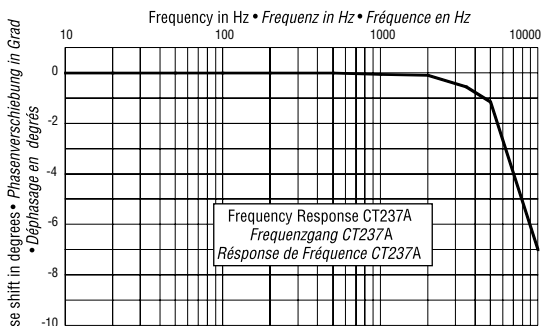 Frequency in Hz • Frequenz in Hz • Fréquence en Hz
10 100 1000 10000
se shift in degrees • Phasenverschiebung in Grad
• Déphasage en degrés
0
-2
-4
-6
-8
-10
Frequency Response CT237A
Frequenzgang CT237A
Résponse de Fréquence CT237A